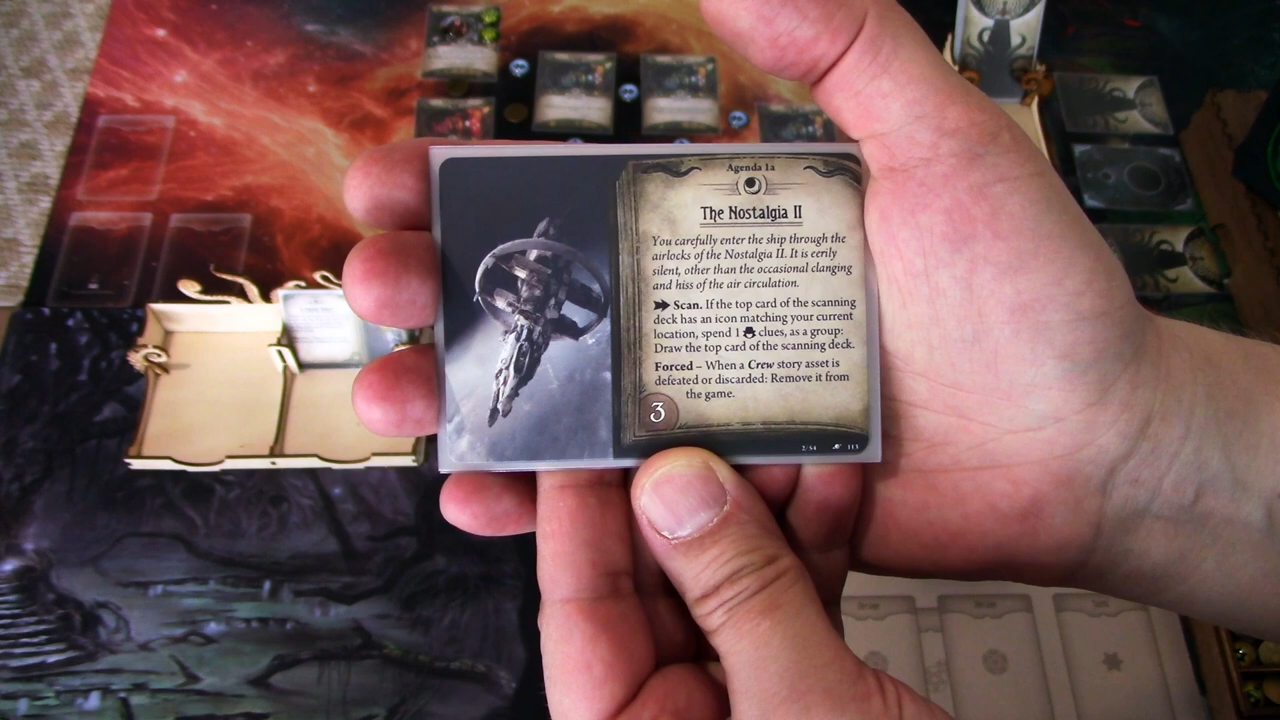 Agenda 1a
The Nostalgia II
You carefully enter the ship through the
airlocks of the Nostalgia II. It is eerily
silent, other than the occasional clanging
and hiss of the air circulation.
Scan. If the top card of the scanning
deck has an icon matching your current
location, spend 1 clues, as a group:
Draw the top card of the scanning deck.
Forced – When a Crew story asset is
defeated or discarded: Remove it from
the game.
3
2/54 113